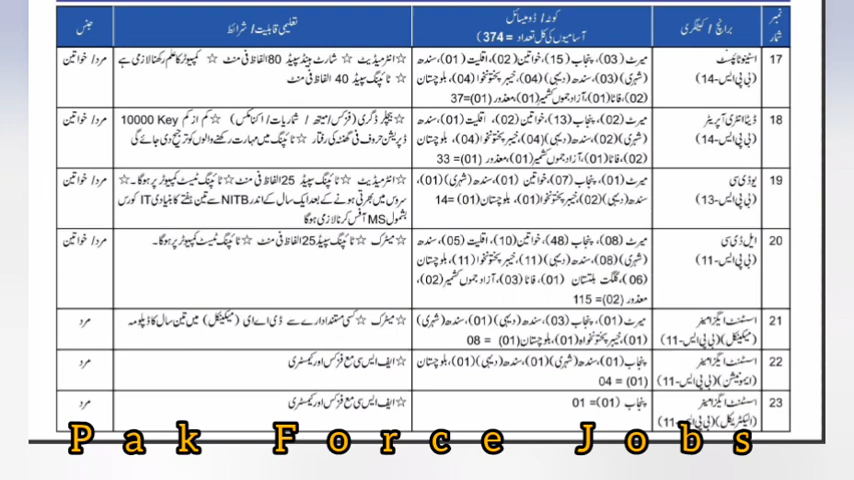 نمبر شمار
برانچ / کیٹگری
کوٹہ / ڈومیسائل
آسامیوں کی کل تعداد = 374
تعلیمی قابلیت / شرائط
جنس
17
اسٹینو ٹائپسٹ
(بی پی ایس-14)
میرٹ (03)، پنجاب (15)، خواتین (02)، اقلیت (01)، سندھ
(شہری) (03)، سندھ (دیہی) (04)، خیبر پختونخوا (04)، بلوچستان
(02)، فاٹا (01)، آزاد جموں کشمیر (01)، معذور (01)=37
☆ انٹرمیڈیٹ ☆ شارٹ ہینڈ سپیڈ 80 الفاظ فی منٹ ☆ کمپیوٹر کا علم رکھنا لازمی ہے
☆ ٹائپنگ سپیڈ 40 الفاظ فی منٹ
مرد / خواتین
18
ڈیٹا انٹری آپریٹر
(بی پی ایس-14)
میرٹ (02)، پنجاب (13)، خواتین (02)، اقلیت (01)، سندھ
(شہری) (02)، سندھ (دیہی) (04)، خیبر پختونخوا (04)، بلوچستان
(02)، فاٹا (01)، آزاد جموں کشمیر (01)، معذور (01)= 33
☆ بیچلر ڈگری (فزکس / میتھ / شماریات / اکنامکس) ☆ کم از کم 10000 Key
ڈپریشن حروف فی گھنٹہ کی رفتار ☆ ٹائپنگ میں مہارت رکھنے والوں کو ترجیح دی جائے گی
مرد / خواتین
19
یو ڈی سی
(بی پی ایس-13)
میرٹ (01)، پنجاب (07)، خواتین (01)، سندھ (شہری) (01)،
سندھ (دیہی) (02)، خیبر پختونخوا (01)، بلوچستان (01) =14
☆ انٹرمیڈیٹ ☆ ٹائپنگ سپیڈ 25 الفاظ فی منٹ ☆ ٹائپنگ ٹیسٹ کمپیوٹر پر ہوگا۔ ☆
سروس میں بھرتی ہونے کے بعد ایک سال کے اندر NITB سے تین ہفتے کا بنیادی IT کورس
بشمول MS آفس کرنا لازمی ہوگا
مرد / خواتین
20
ایل ڈی سی
(بی پی ایس-11)
میرٹ (08)، پنجاب (48)، خواتین (10)، اقلیت (05)، سندھ
(شہری) (08)، سندھ (دیہی) (11)، خیبر پختونخوا (11)، بلوچستان
(06)، گلگت بلتستان (01)، فاٹا (03)، آزاد جموں کشمیر (02)،
معذور (02)= 115
☆ میٹرک ☆ ٹائپنگ سپیڈ 25 الفاظ فی منٹ ☆ ٹائپنگ ٹیسٹ کمپیوٹر پر ہوگا۔
مرد / خواتین
21
اسسٹنٹ ایگزامینر
(میکینکل) (بی پی ایس-11)
میرٹ (01)، پنجاب (03)، سندھ (دیہی) (01)، سندھ (شہری)
(01)، خیبر پختونخواہ (01)، بلوچستان (01) = 08
☆ میٹرک ☆ کسی مستند ادارے سے ڈی اے ای (میکینکل) میں تین سال کا ڈپلومہ
مرد
22
اسسٹنٹ ایگزامینر
(ایمونیشن) (بی پی ایس-11)
پنجاب (01)، سندھ (شہری) (01)، سندھ (دیہی) (01)، بلوچستان
(01) = 04
☆ ایف ایس سی مع فزکس اور کیمسٹری
مرد
23
اسسٹنٹ ایگزامینر
(الیکٹریکل) (بی پی ایس-11)
پنجاب (01)= 01
☆ ایف ایس سی مع فزکس اور کیمسٹری
مرد
Pak Force Jobs